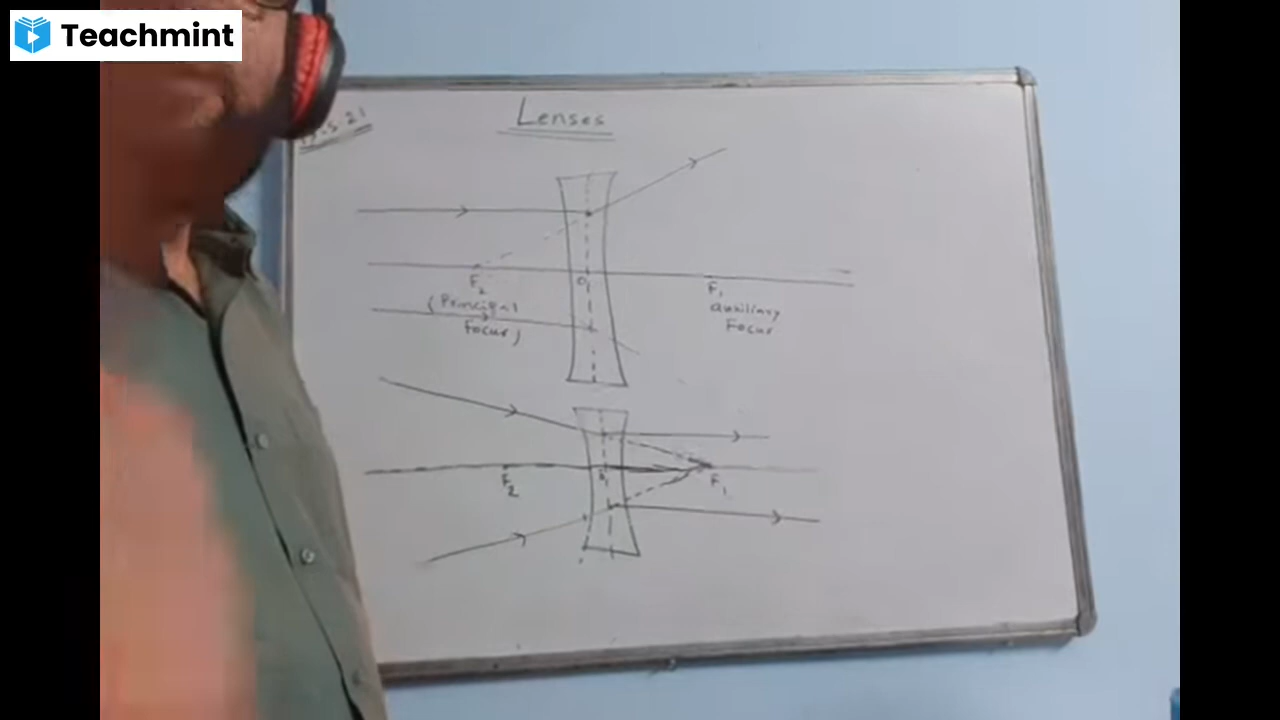 Teachmint
Lenses
F₂
O₁
F₁
(Principal
Focus)
auxiliary
Focus
F₂
F₁